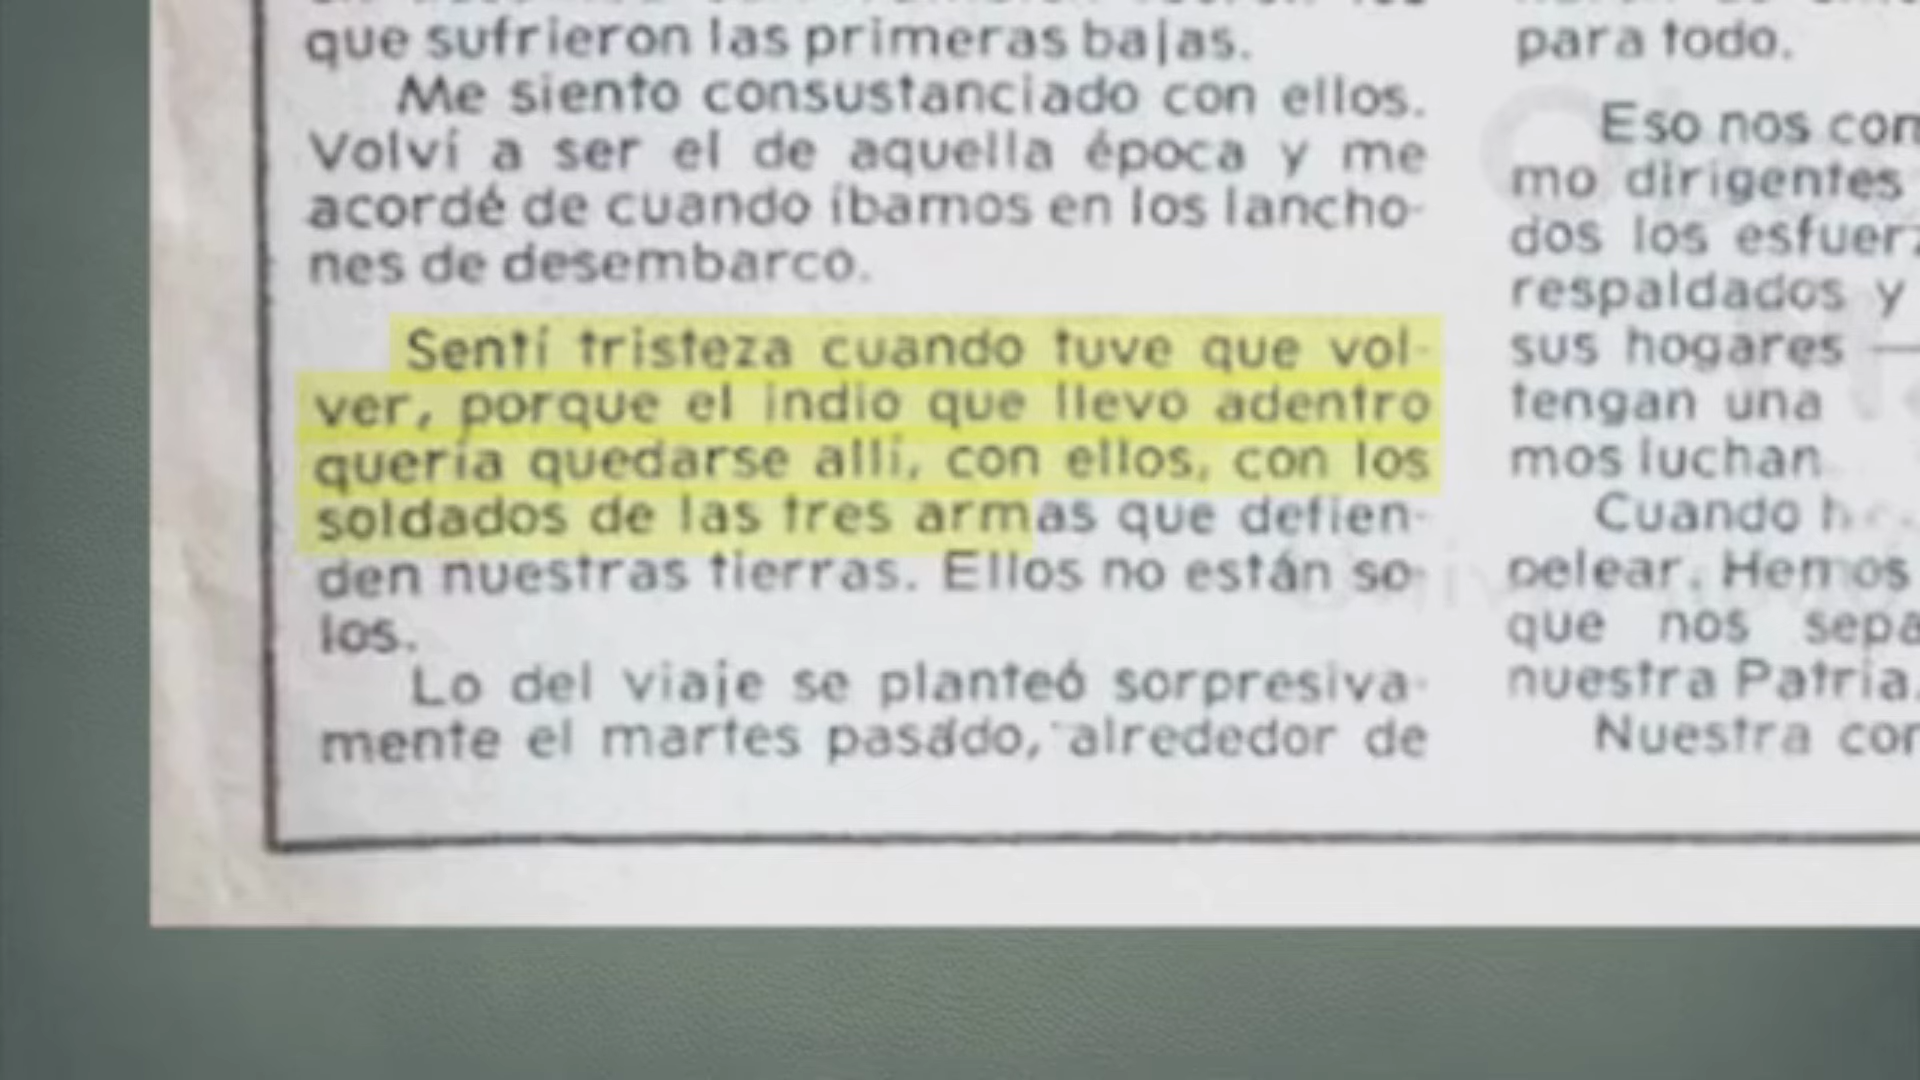 que sufrieron las primeras bajas.
Me siento consustanciado con ellos.
Volví a ser el de aquella época y me
acordé de cuando íbamos en los lancho-
nes de desembarco.
Sentí tristeza cuando tuve que vol-
ver, porque el indio que llevo adentro
quería quedarse allí, con ellos, con los
soldados de las tres armas que defien-
den nuestras tierras. Ellos no están so-
los.
Lo del viaje se planteó sorpresiva-
mente el martes pasado, alrededor de
para todo.
Eso nos con
mo dirigentes
dos los esfuerz
respaldados y
sus hogares —
tengan una
mos luchan
Cuando
pelear. Hemos
que nos sepa
nuestra Patria.
Nuestra con